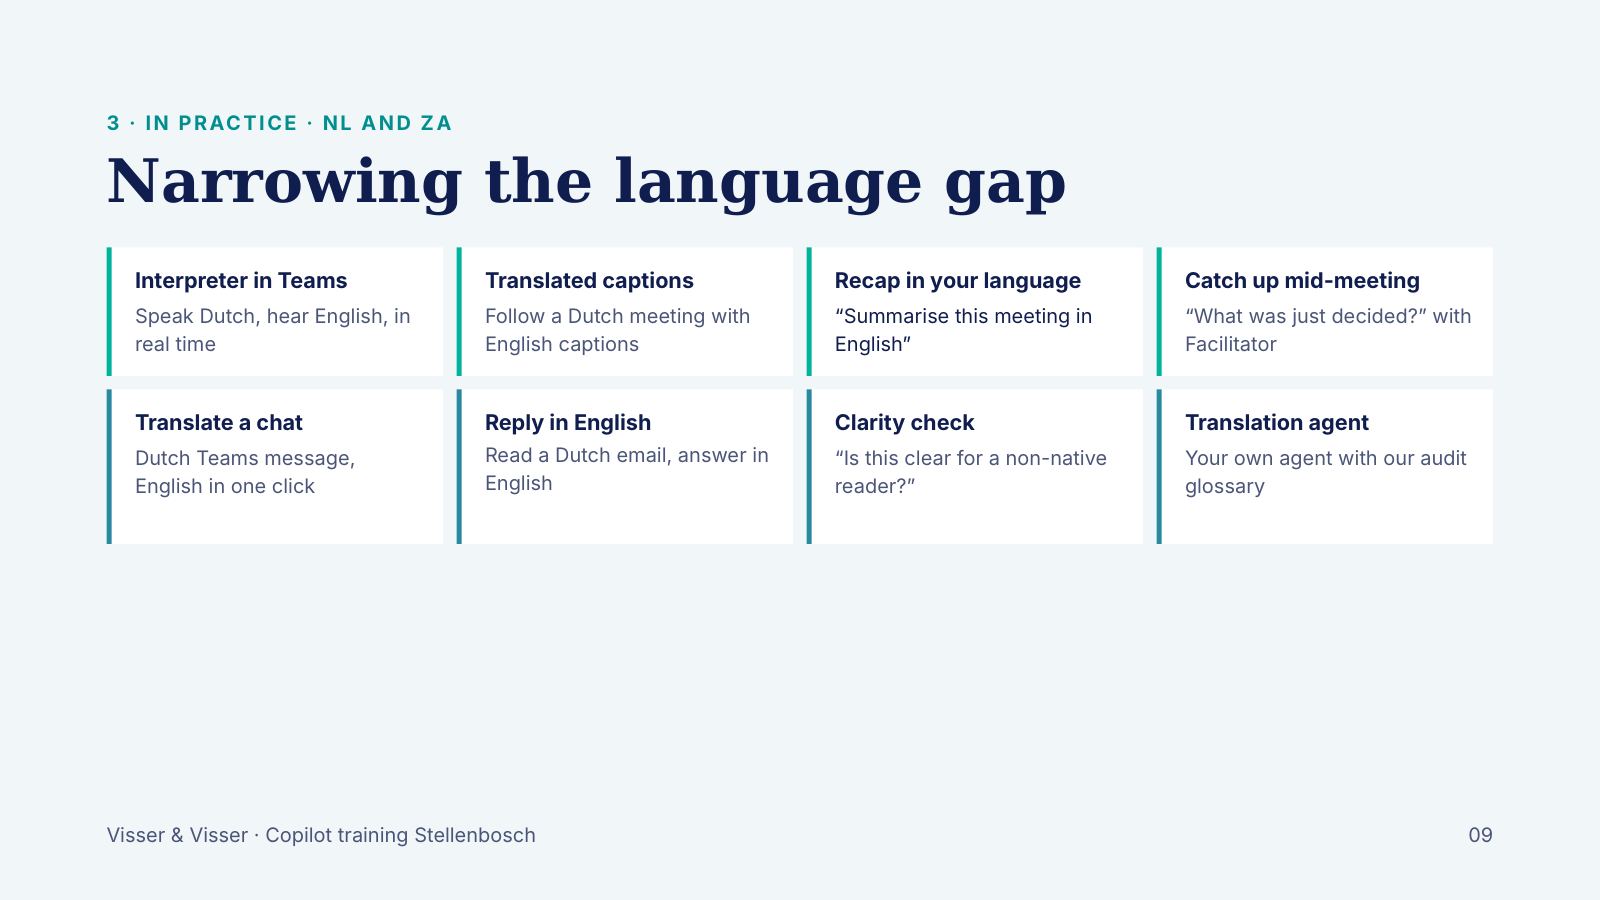 3 · IN PRACTICE · NL AND ZA
Narrowing the language gap
Interpreter in Teams
Speak Dutch, hear English, in
real time
Translated captions
Follow a Dutch meeting with
English captions
Recap in your language
“Summarise this meeting in
English”
Catch up mid-meeting
“What was just decided?” with
Facilitator
Translate a chat
Dutch Teams message,
English in one click
Reply in English
Read a Dutch email, answer in
English
Clarity check
“Is this clear for a non-native
reader?”
Translation agent
Your own agent with our audit
glossary
Visser & Visser · Copilot training Stellenbosch
09